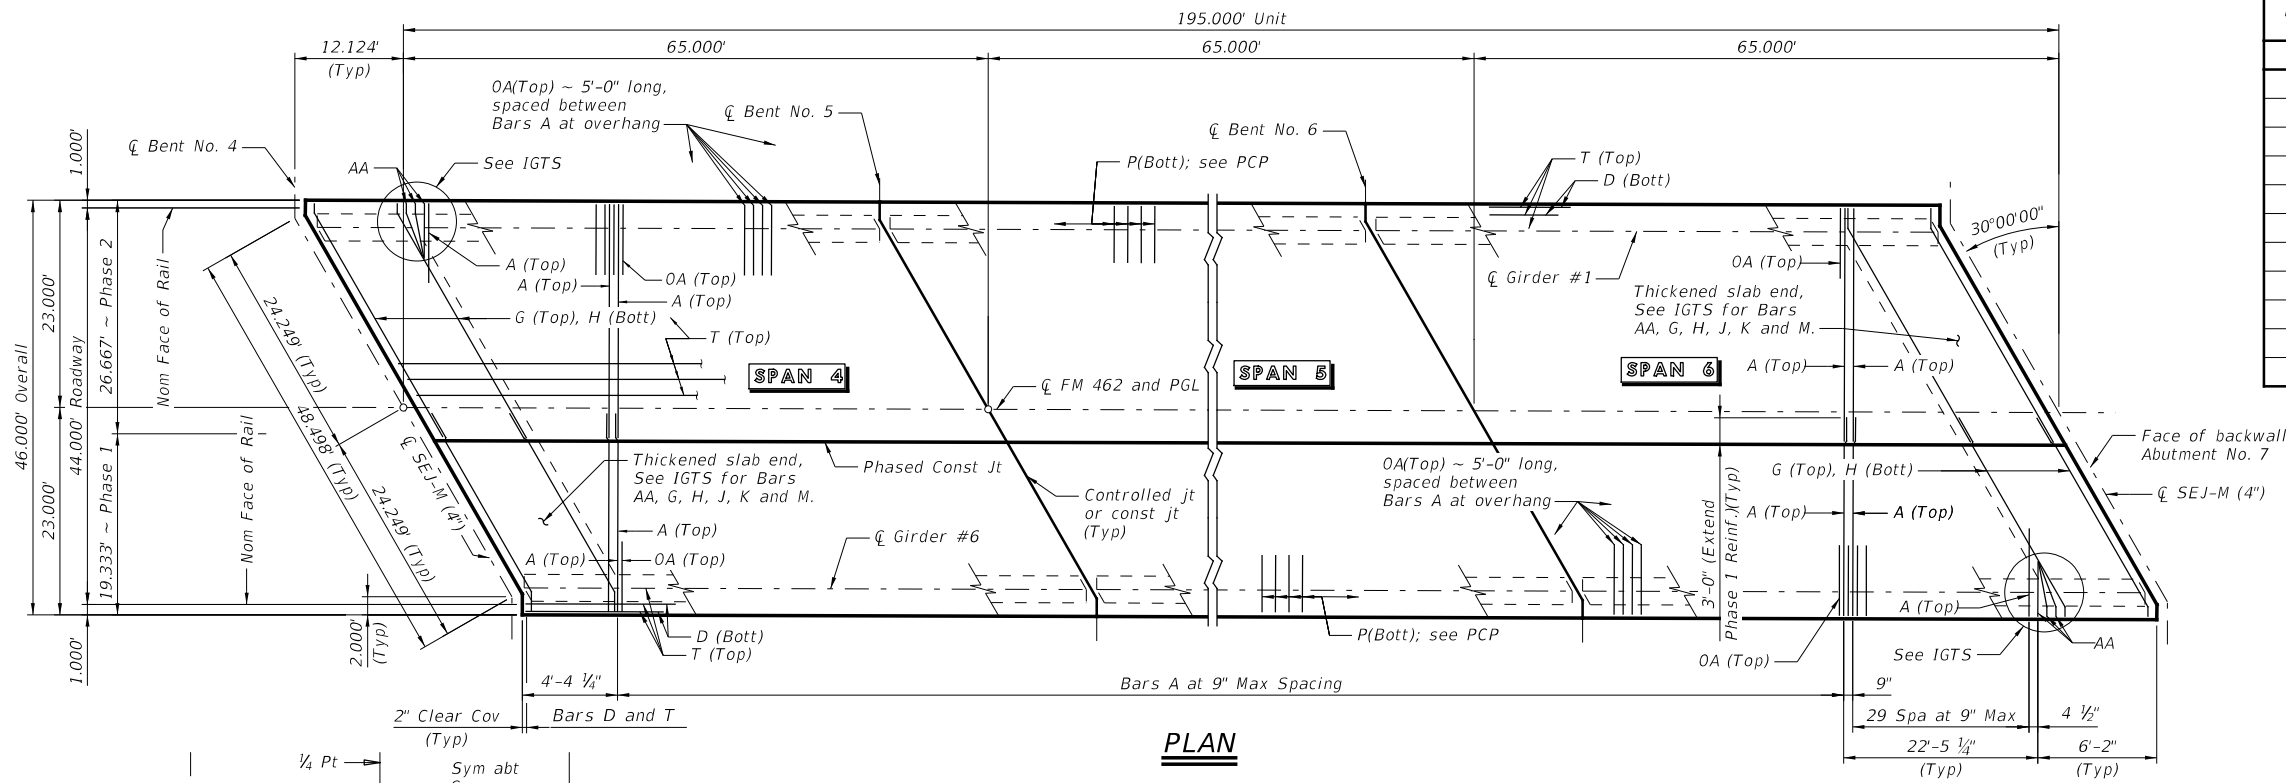 195.000' Unit
12.124'
(Typ)
65.000'
65.000'
65.000'
OA(Top) ~ 5'-0" long,
spaced between
Bars A at overhang
℄ Bent No. 5
℄ Bent No. 6
℄ Bent No. 4
1.000'
AA
See IGTS
P(Bott); see PCP
T (Top)
D (Bott)
30°00'00"
(Typ)
A (Top)
A (Top)
OA (Top)
A (Top)
G (Top), H (Bott)
T (Top)
℄ Girder #1
OA (Top)
Thickened slab end,
See IGTS for Bars
AA, G, H, J, K and M.
A (Top)
A (Top)
SPAN 4
SPAN 5
SPAN 6
℄ FM 462 and PGL
46.000' Overall
23.000'
23.000'
44.000' Roadway
26.667' ~ Phase 2
19.333' ~ Phase 1
Nom Face of Rail
Nom Face of Rail
24.249' (Typ)
48.498' (Typ)
24.249' (Typ)
℄ SEJ-M (4")
Thickened slab end,
See IGTS for Bars
AA, G, H, J, K and M.
Phased Const Jt
OA(Top) ~ 5'-0" long,
spaced between
Bars A at overhang
Controlled jt
or const jt
(Typ)
G (Top), H (Bott)
Face of backwall
Abutment No. 7
℄ SEJ-M (4")
A (Top)
A (Top)
A (Top)
A (Top)
OA (Top)
℄ Girder #6
3'-0" (Extend
Phase 1 Reinf.)(Typ)
2.000'
(Typ)
1.000'
D (Bott)
T (Top)
P(Bott); see PCP
A (Top)
OA (Top)
See IGTS
AA
4'-4 ¼"
Bars A at 9" Max Spacing
9"
2" Clear Cov
(Typ)
Bars D and T
29 Spa at 9" Max
4 ½"
22'-5 ¼"
(Typ)
6'-2"
(Typ)
PLAN
¼ Pt
Sym abt